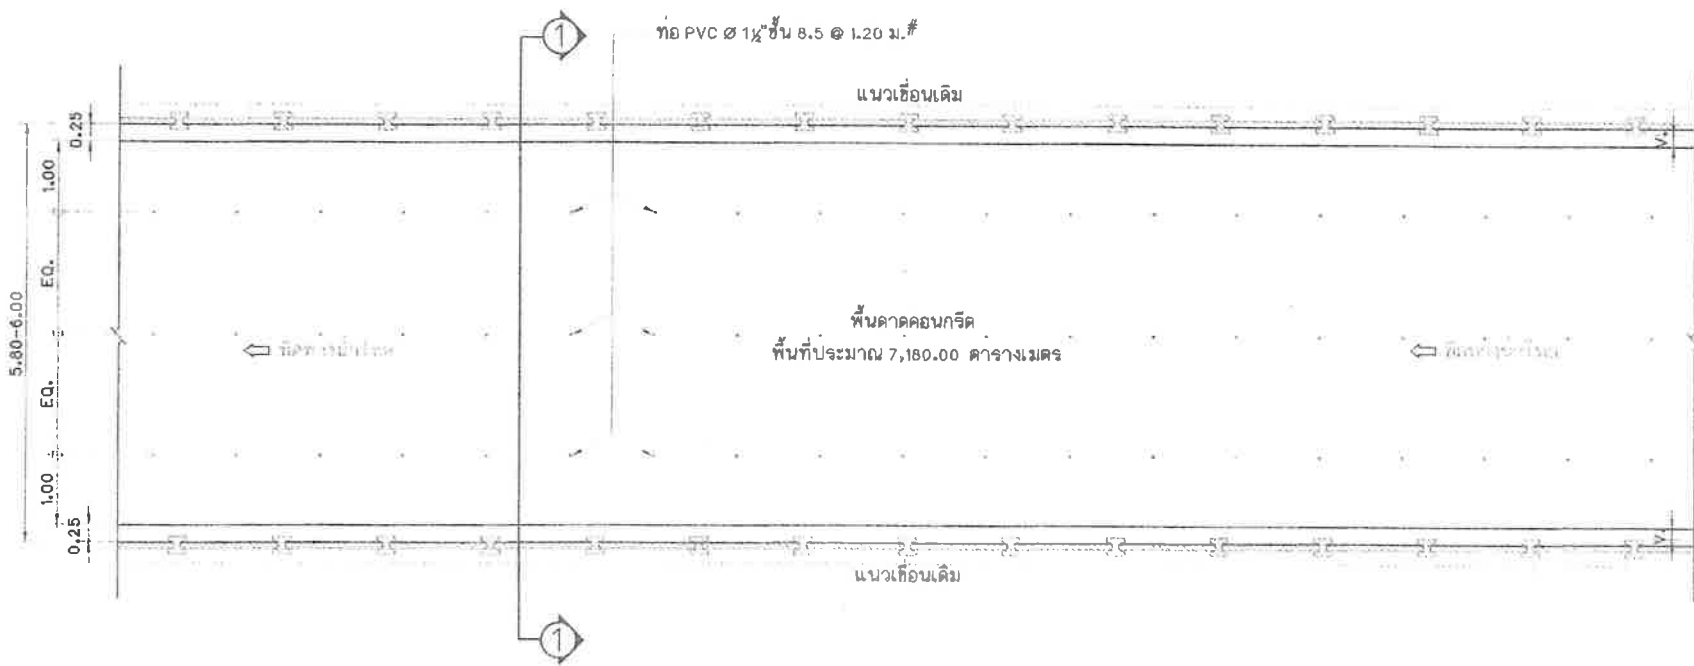 1
ท่อ PVC Ø 1½" ชั้น 8.5 @ 1.20 ม.#
แนวเขื่อนเดิม
0.25
1.00
EQ.
5.80-6.00
EQ.
1.00
0.25
V.
พื้นดาดคอนกรีต
พื้นที่ประมาณ 7,180.00 ตารางเมตร
V.
แนวเขื่อนเดิม
1